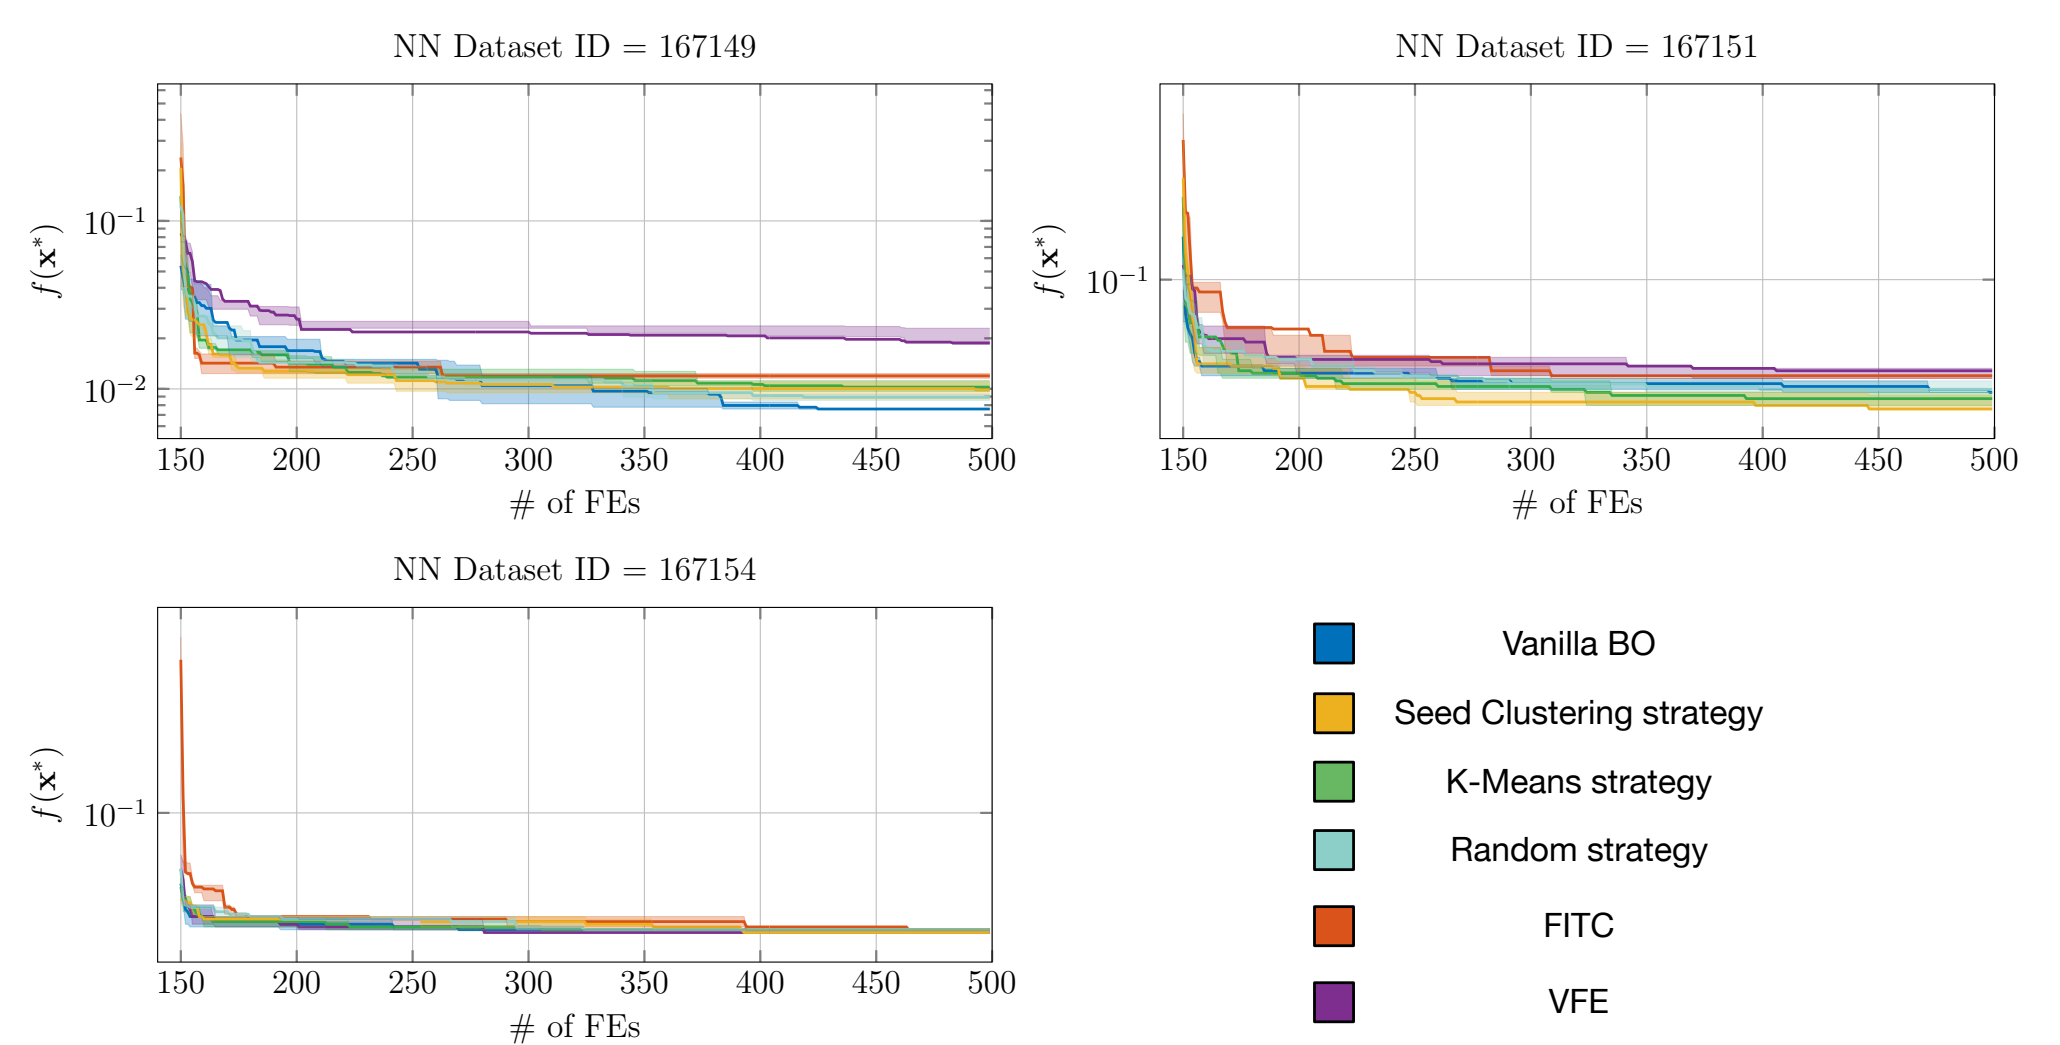 NN Dataset ID = 167149
f(x*)
10⁻¹
10⁻²
150 200 250 300 350 400 450 500
# of FEs
NN Dataset ID = 167151
f(x*)
10⁻¹
150 200 250 300 350 400 450 500
# of FEs
NN Dataset ID = 167154
f(x*)
10⁻¹
150 200 250 300 350 400 450 500
# of FEs
Vanilla BO
Seed Clustering strategy
K-Means strategy
Random strategy
FITC
VFE